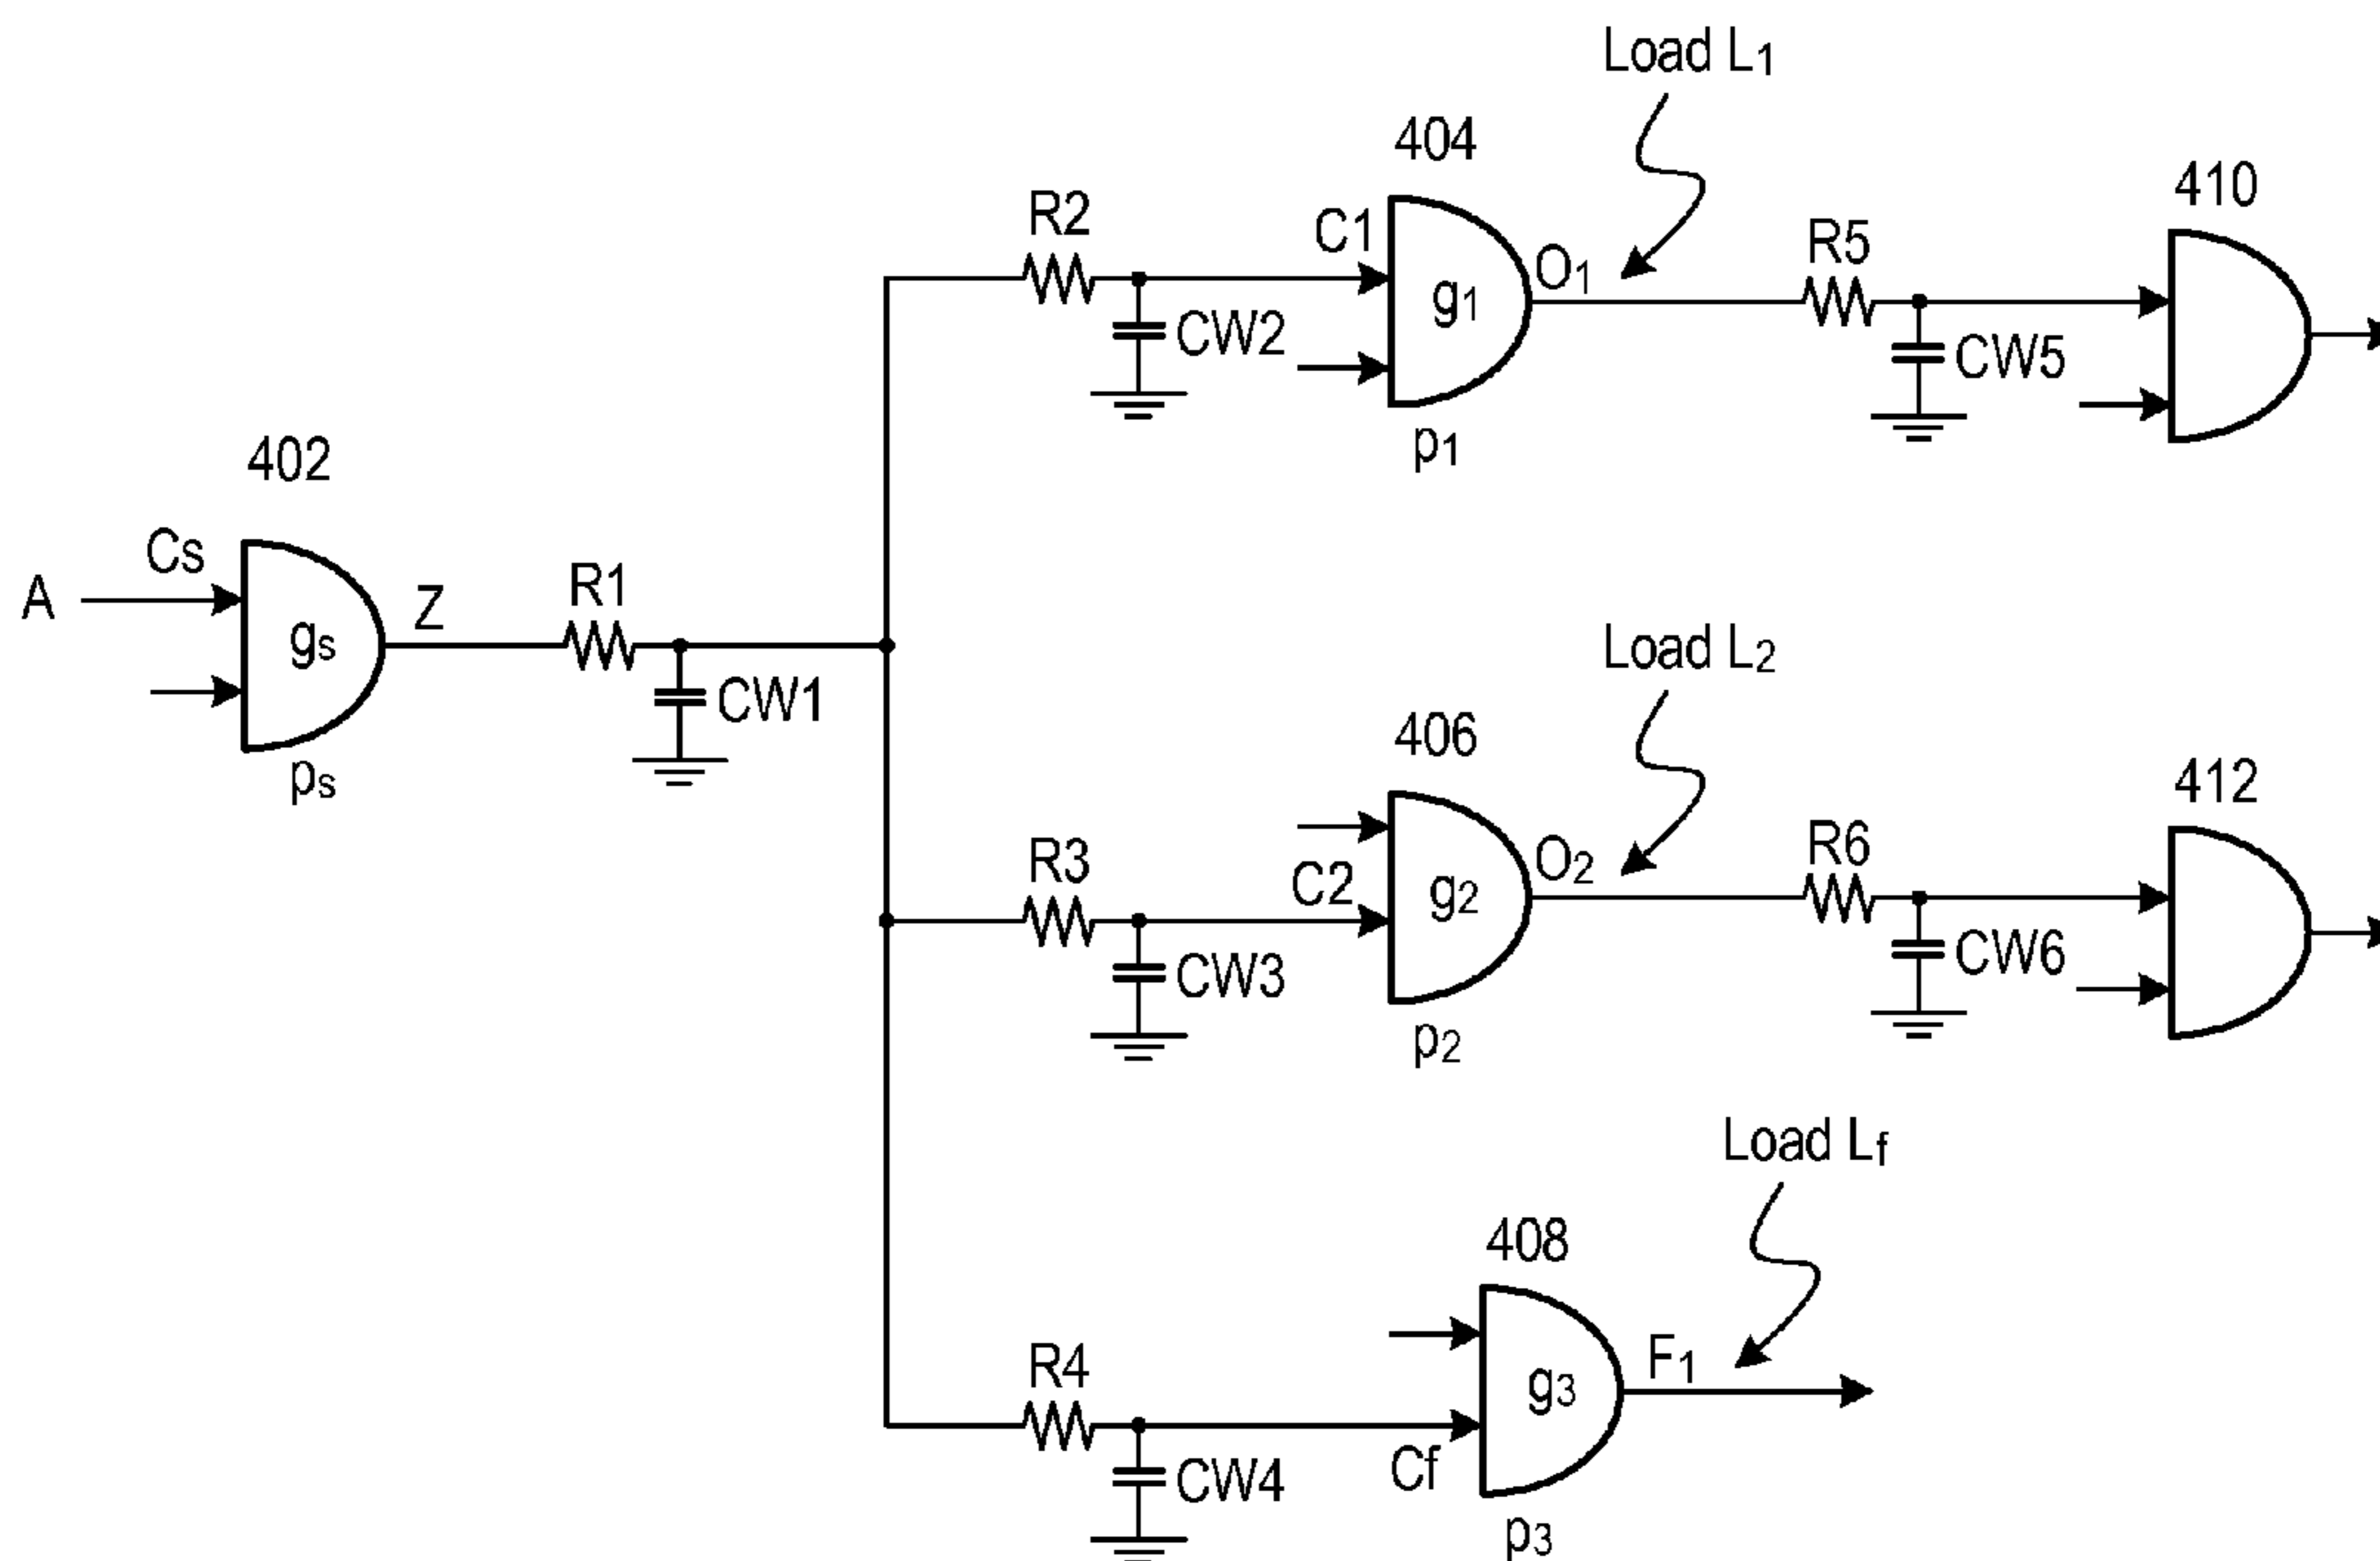 Load L₁
404
410
R2
C1
O₁
R5
g₁
CW2
CW5
p₁
402
A
Cs
Z
R1
gₛ
CW1
pₛ
Load L₂
406
412
R3
C2
O₂
R6
g₂
CW3
CW6
p₂
Load Lf
408
R4
F₁
g₃
Cf
CW4
p₃